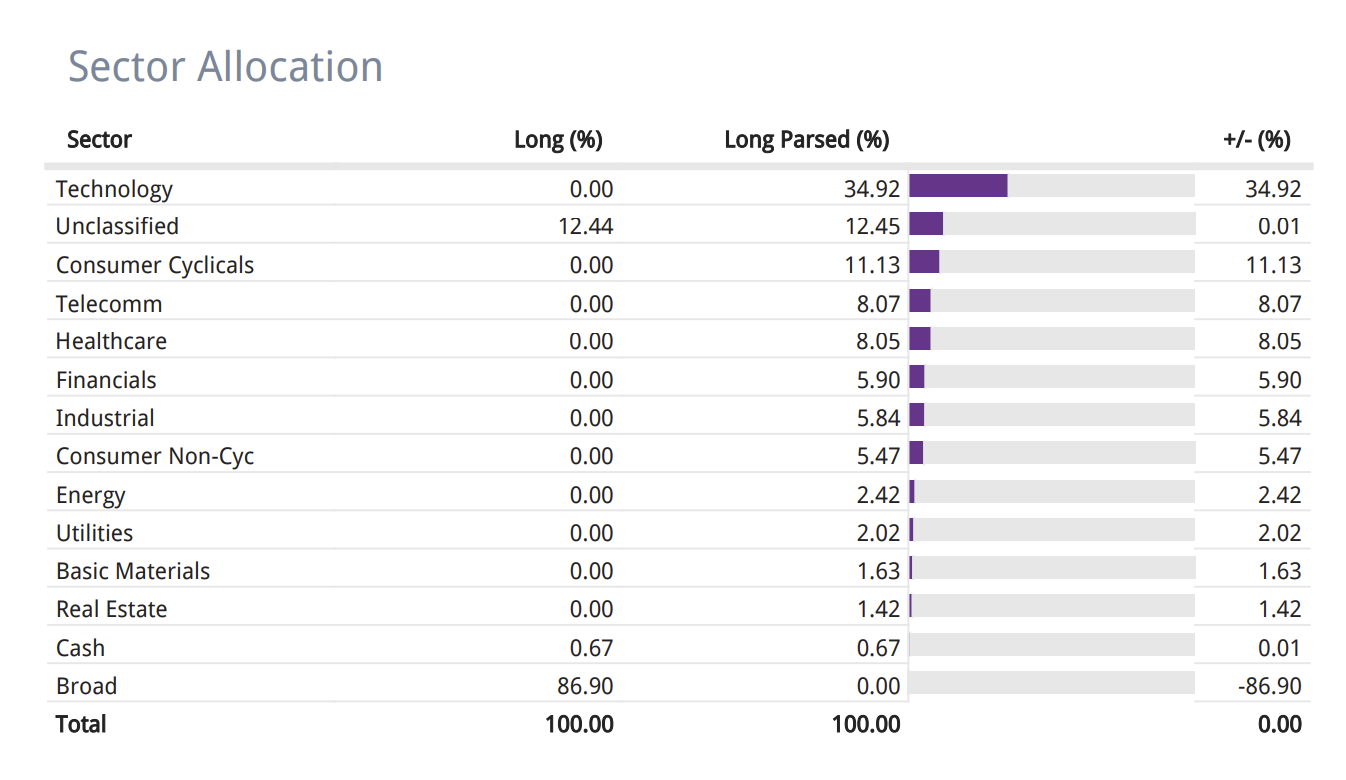 Sector Allocation
Sector Long (%) Long Parsed (%) +/- (%)
Technology 0.00 34.92 34.92
Unclassified 12.44 12.45 0.01
Consumer Cyclicals 0.00 11.13 11.13
Telecomm 0.00 8.07 8.07
Healthcare 0.00 8.05 8.05
Financials 0.00 5.90 5.90
Industrial 0.00 5.84 5.84
Consumer Non-Cyc 0.00 5.47 5.47
Energy 0.00 2.42 2.42
Utilities 0.00 2.02 2.02
Basic Materials 0.00 1.63 1.63
Real Estate 0.00 1.42 1.42
Cash 0.67 0.67 0.01
Broad 86.90 0.00 -86.90
Total 100.00 100.00 0.00